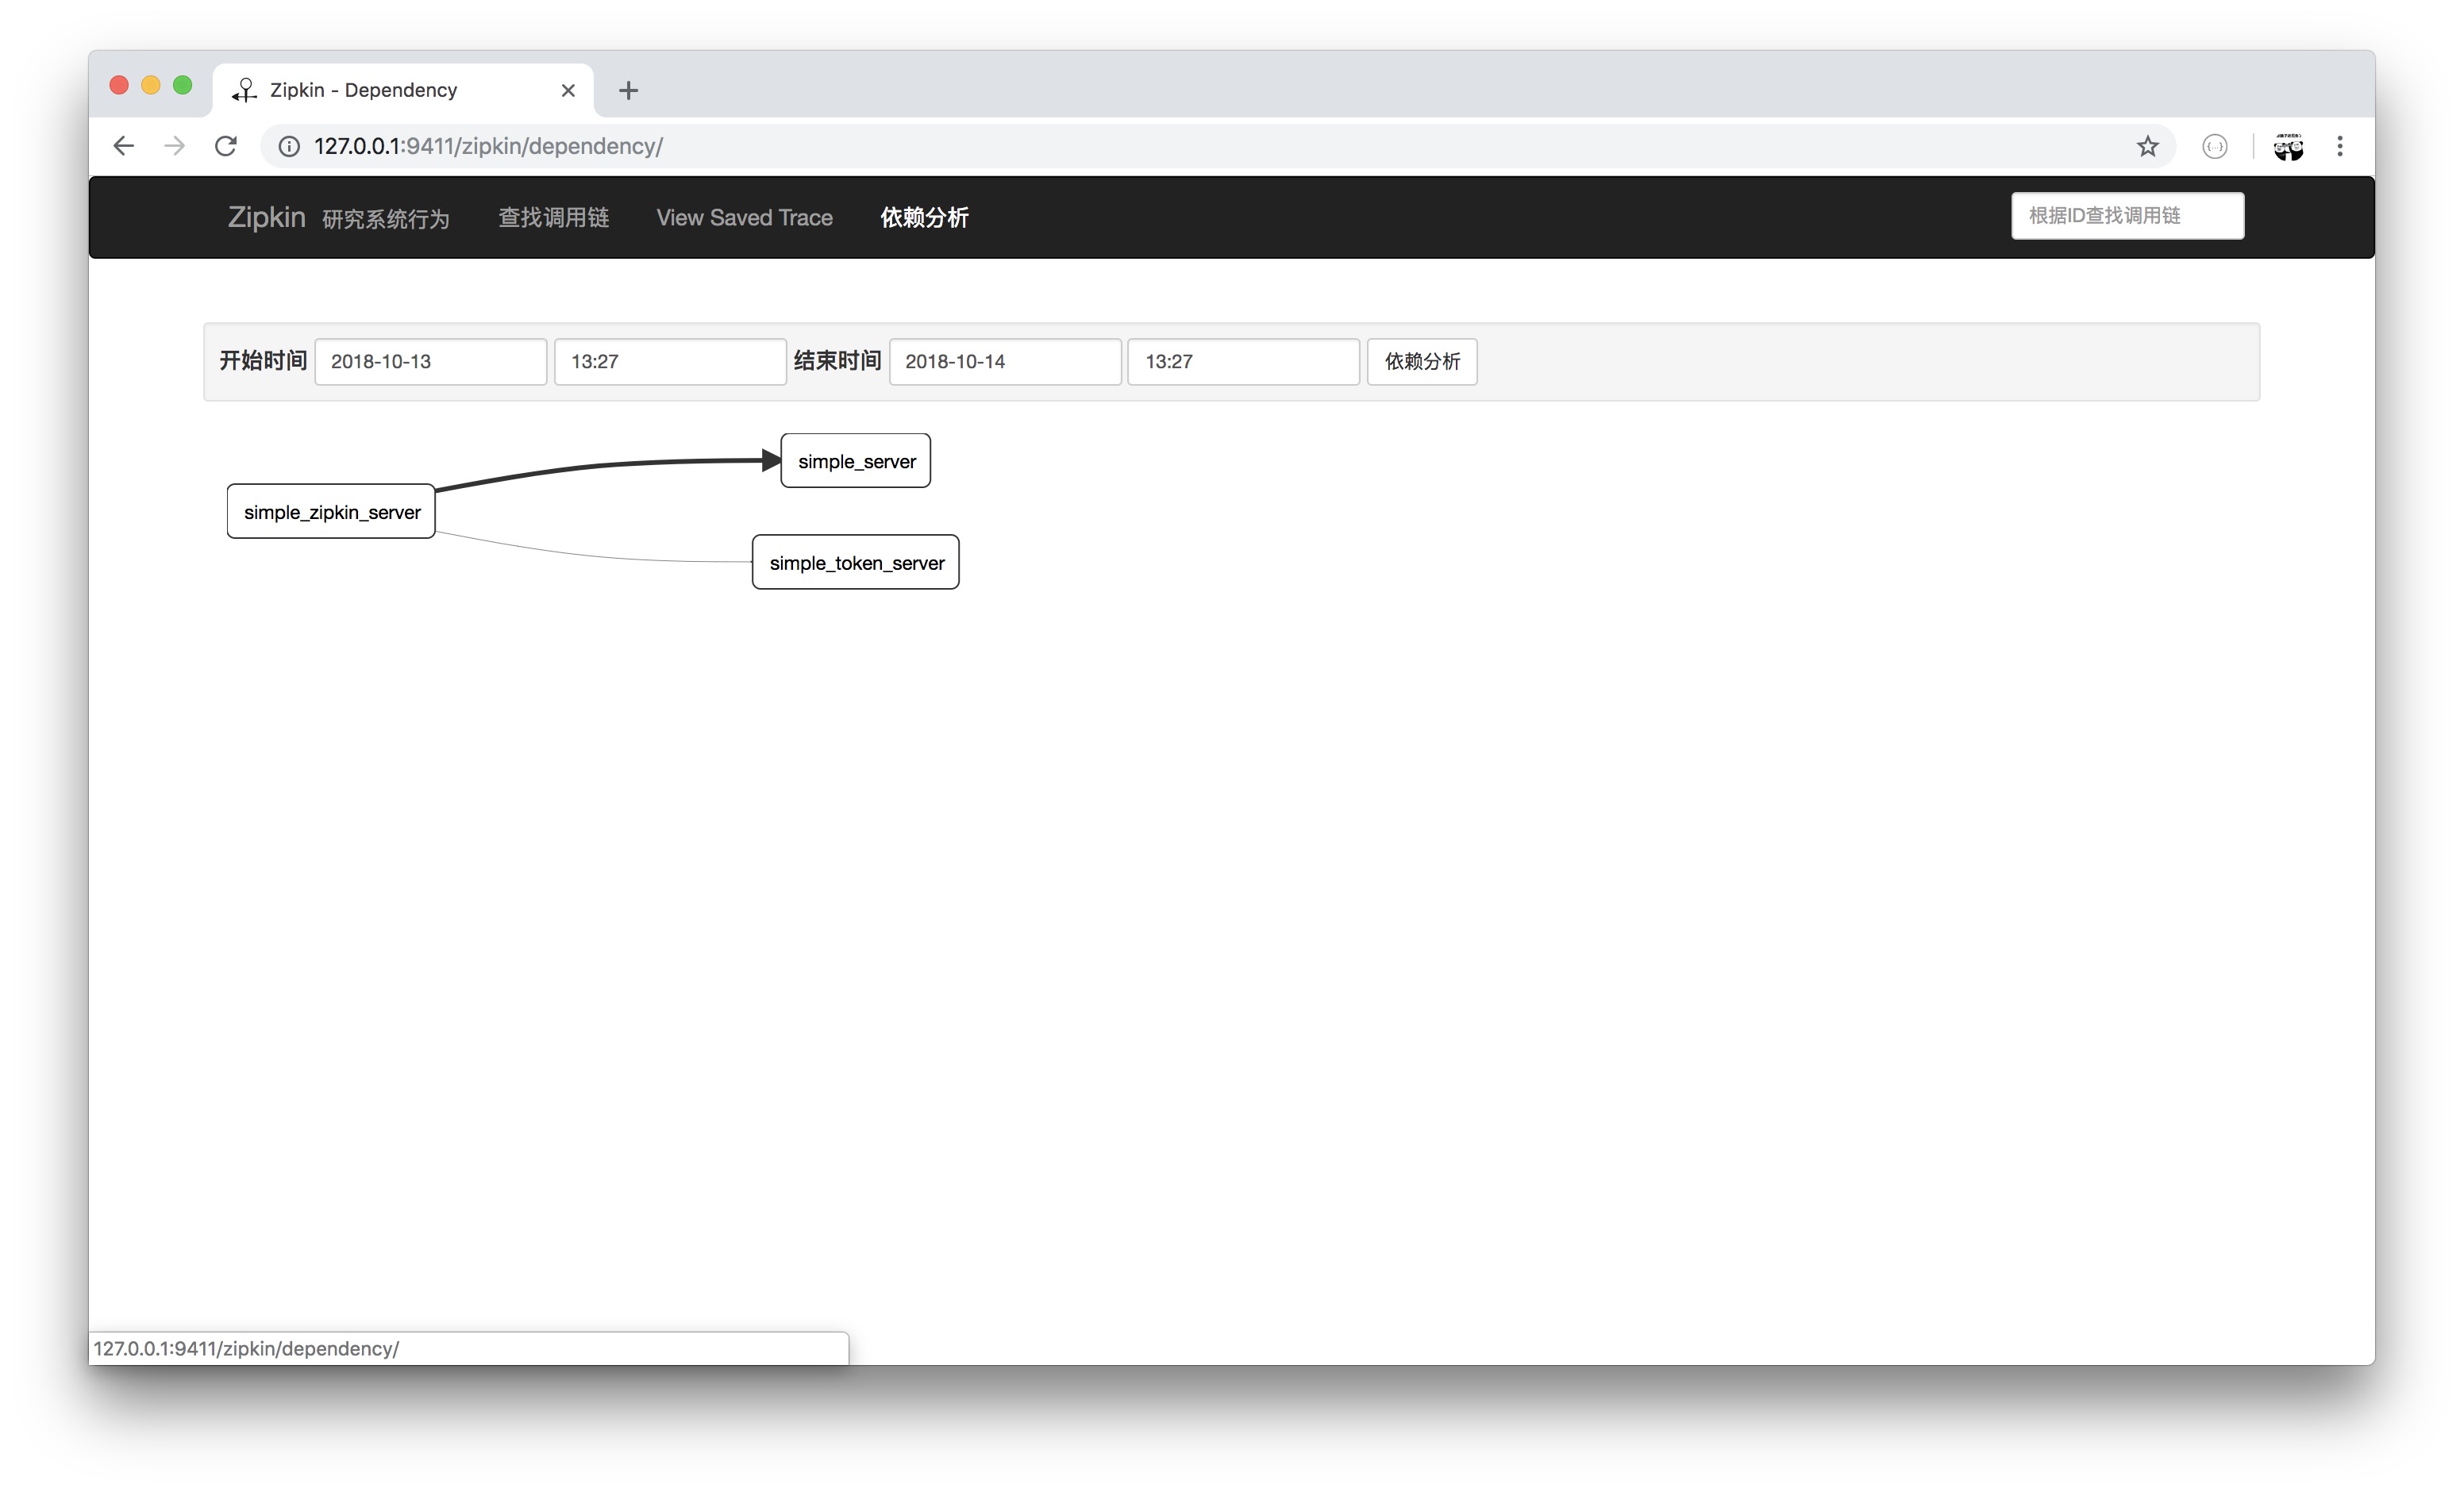 Zipkin - Dependency
127.0.0.1:9411/zipkin/dependency/
Zipkin 研究系统行为 查找调用链 View Saved Trace 依赖分析 根据ID查找调用链
开始时间 2018-10-13 13:27 结束时间 2018-10-14 13:27 依赖分析
simple_server
simple_zipkin_server
simple_token_server
127.0.0.1:9411/zipkin/dependency/